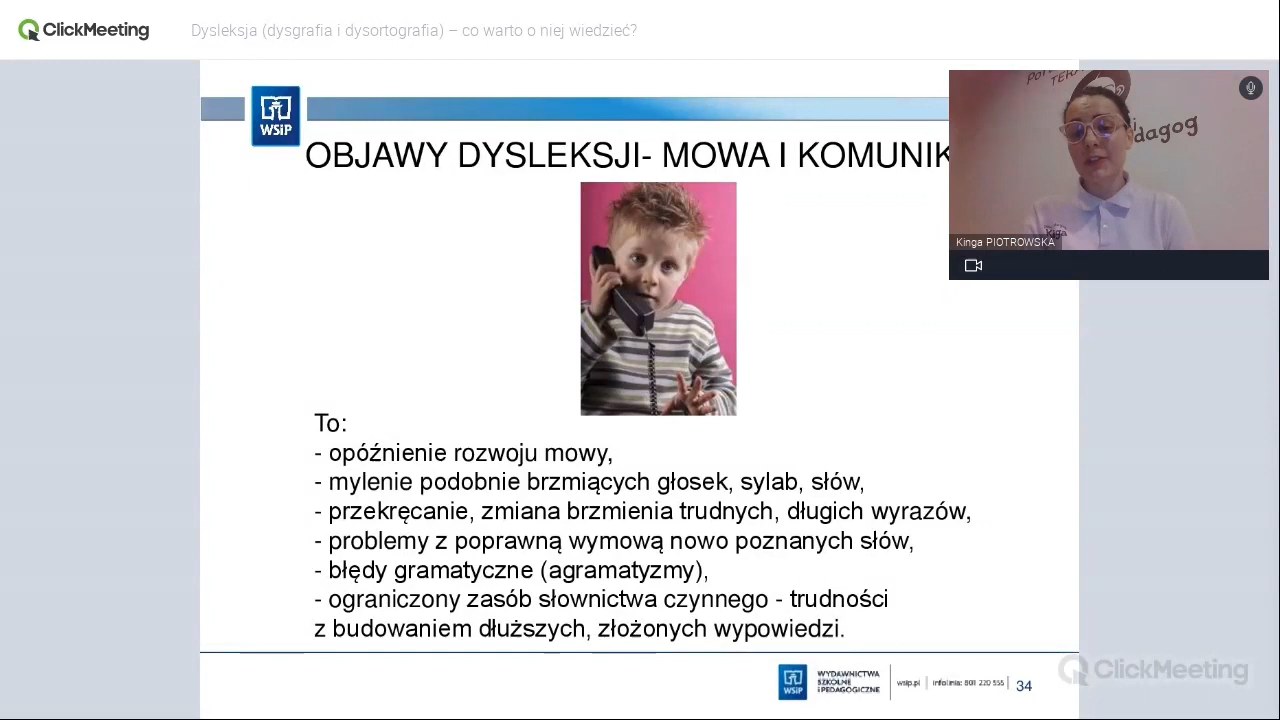 ClickMeeting
Dysleksja (dysgrafia i dysortografia) – co warto o niej wiedzieć?
WSiP
OBJAWY DYSLEKSJI- MOWA I KOMUNIK
dagog
Kinga PIOTROWSKA
To:
- opóźnienie rozwoju mowy,
- mylenie podobnie brzmiących głosek, sylab, słów,
- przekręcanie, zmiana brzmienia trudnych, długich wyrazów,
- problemy z poprawną wymową nowo poznanych słów,
- błędy gramatyczne (agramatyzmy),
- ograniczony zasób słownictwa czynnego - trudności
z budowaniem dłuższych, złożonych wypowiedzi.
WSiP
WYDAWNICTWA
SZKOLNE
I PEDAGOGICZNE
wsip.pl
infolinia: 801 220 555
34
ClickMeeting